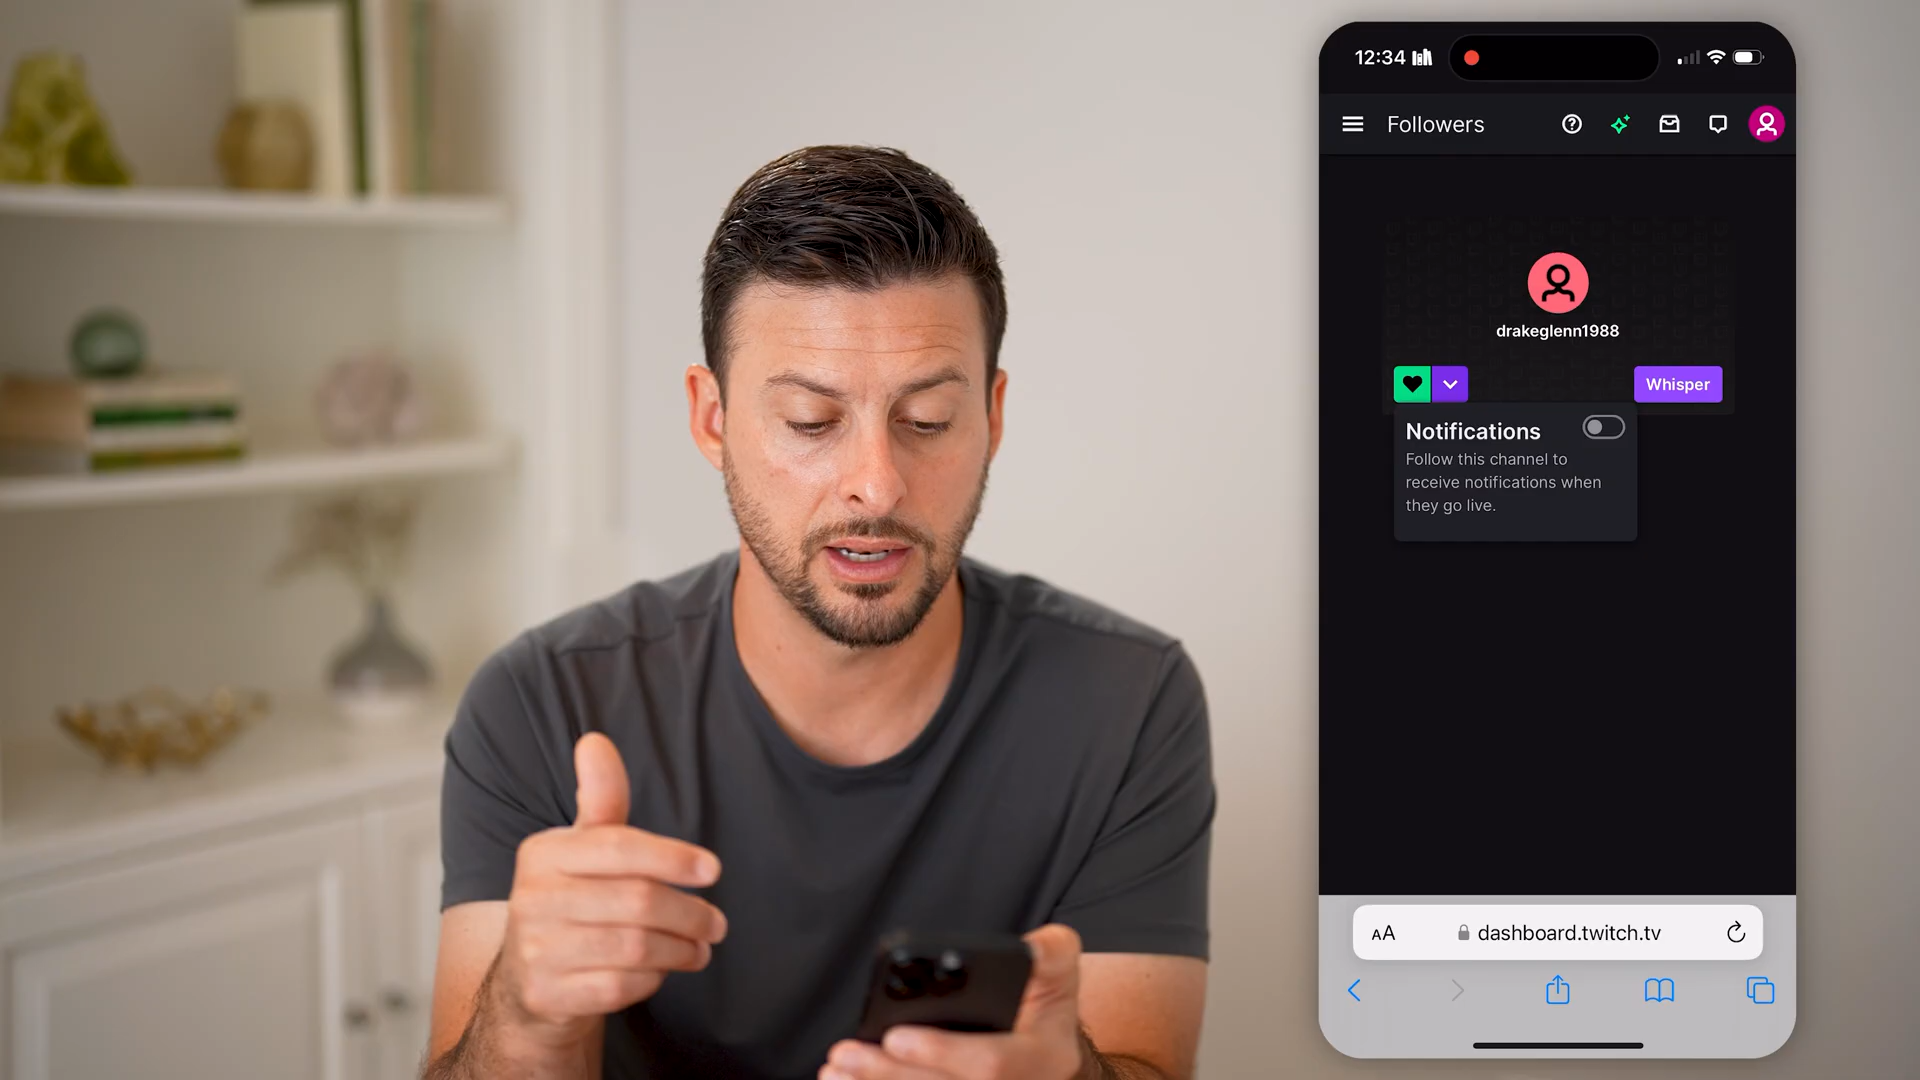 12:34
Followers
drakeglenn1988
Whisper
Notifications
Follow this channel to
receive notifications when
they go live.
AA
dashboard.twitch.tv